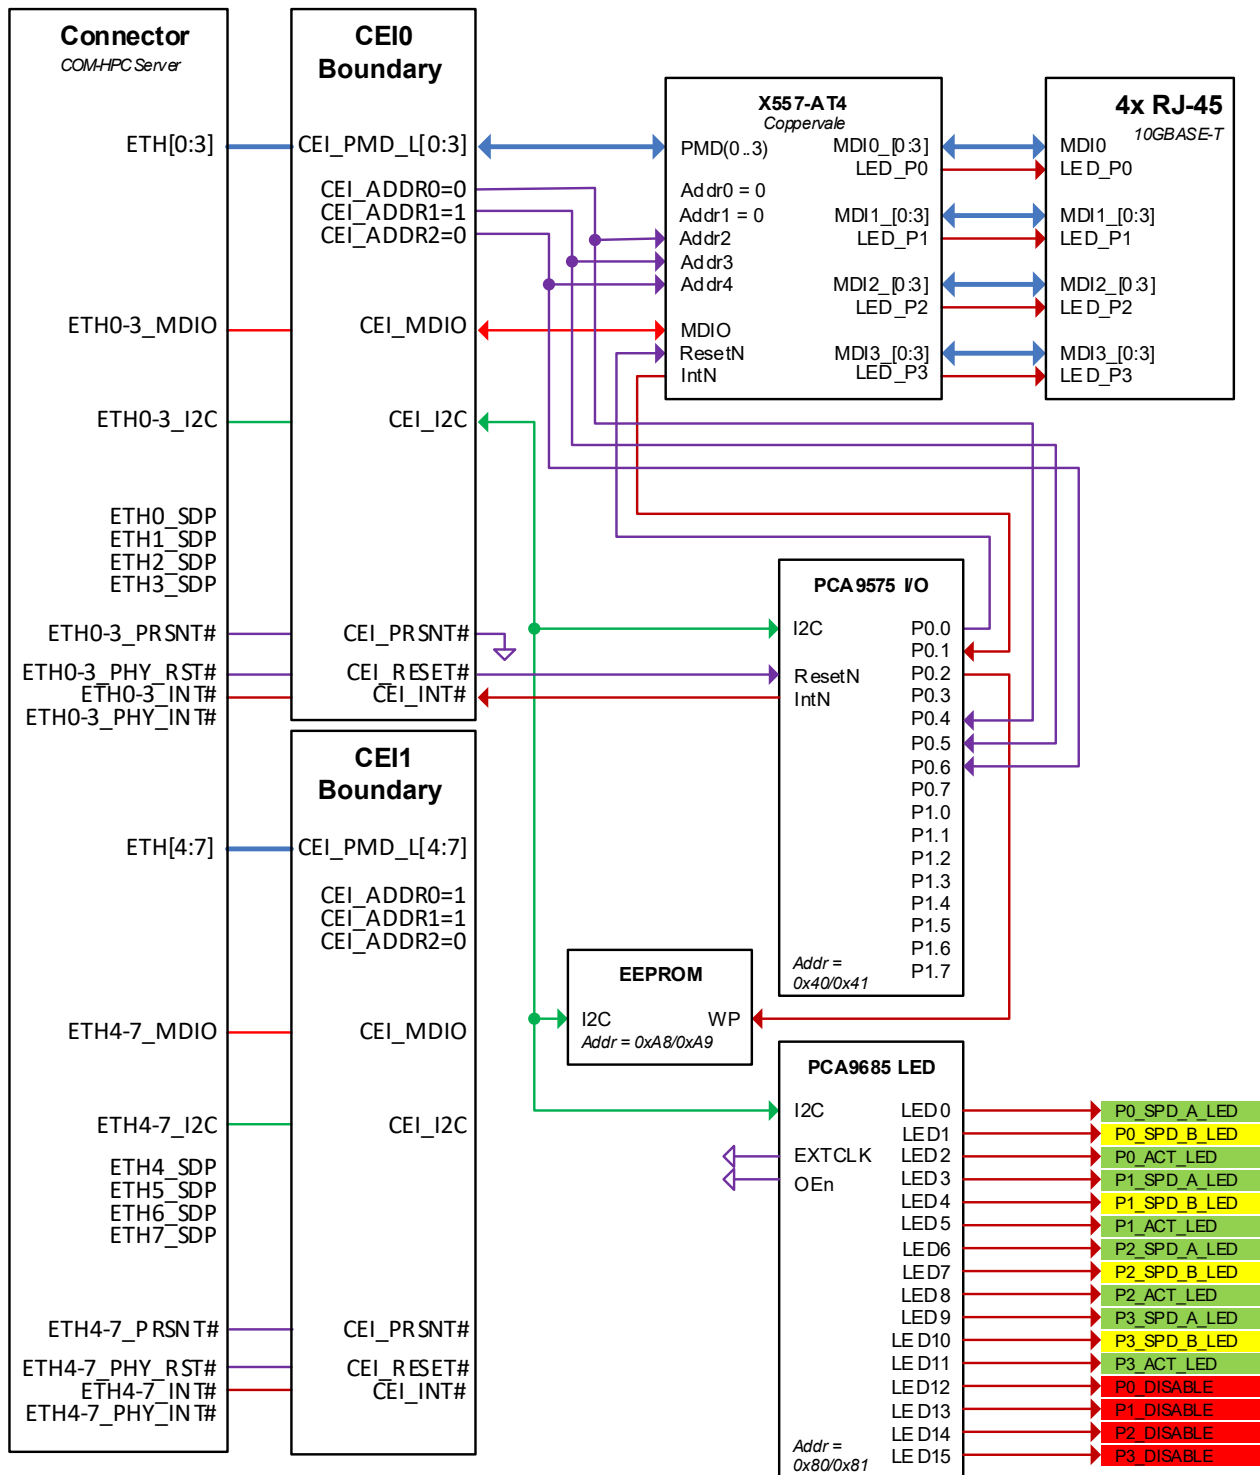 Connector
COM-HPC Server
ETH[0:3]
ETH0-3_MDIO
ETH0-3_I2C
ETH0_SDP
ETH1_SDP
ETH2_SDP
ETH3_SDP
ETH0-3_PRSNT#
ETH0-3_PHY_RST#
ETH0-3_INT#
ETH0-3_PHY_INT#
ETH[4:7]
ETH4-7_MDIO
ETH4-7_I2C
ETH4_SDP
ETH5_SDP
ETH6_SDP
ETH7_SDP
ETH4-7_PRSNT#
ETH4-7_PHY_RST#
ETH4-7_INT#
ETH4-7_PHY_INT#
CEI0
Boundary
CEI_PMD_L[0:3]
CEI_ADDR0=0
CEI_ADDR1=1
CEI_ADDR2=0
CEI_MDIO
CEI_I2C
CEI_PRSNT#
CEI_RESET#
CEI_INT#
CEI1
Boundary
CEI_PMD_L[4:7]
CEI_ADDR0=1
CEI_ADDR1=1
CEI_ADDR2=0
CEI_MDIO
CEI_I2C
CEI_PRSNT#
CEI_RESET#
CEI_INT#
X557-AT4
Coppervale
PMD(0..3)
Addr0 = 0
Addr1 = 0
Addr2
Addr3
Addr4
MDIO
ResetN
IntN
MDI0_[0:3]
LED_P0
MDI1_[0:3]
LED_P1
MDI2_[0:3]
LED_P2
MDI3_[0:3]
LED_P3
4x RJ-45
10GBASE-T
MDI0
LED_P0
MDI1_[0:3]
LED_P1
MDI2_[0:3]
LED_P2
MDI3_[0:3]
LED_P3
PCA9575 I/O
I2C
ResetN
IntN
P0.0
P0.1
P0.2
P0.3
P0.4
P0.5
P0.6
P0.7
P1.0
P1.1
P1.2
P1.3
P1.4
P1.5
P1.6
P1.7
Addr =
0x40/0x41
EEPROM
I2C WP
Addr = 0xA8/0xA9
PCA9685 LED
I2C
EXTCLK
OEn
LED0
LED1
LED2
LED3
LED4
LED5
LED6
LED7
LED8
LED9
LED10
LED11
LED12
LED13
LED14
LED15
Addr =
0x80/0x81
P0_SPD_A_LED
P0_SPD_B_LED
P0_ACT_LED
P1_SPD_A_LED
P1_SPD_B_LED
P1_ACT_LED
P2_SPD_A_LED
P2_SPD_B_LED
P2_ACT_LED
P3_SPD_A_LED
P3_SPD_B_LED
P3_ACT_LED
P0_DISABLE
P1_DISABLE
P2_DISABLE
P3_DISABLE